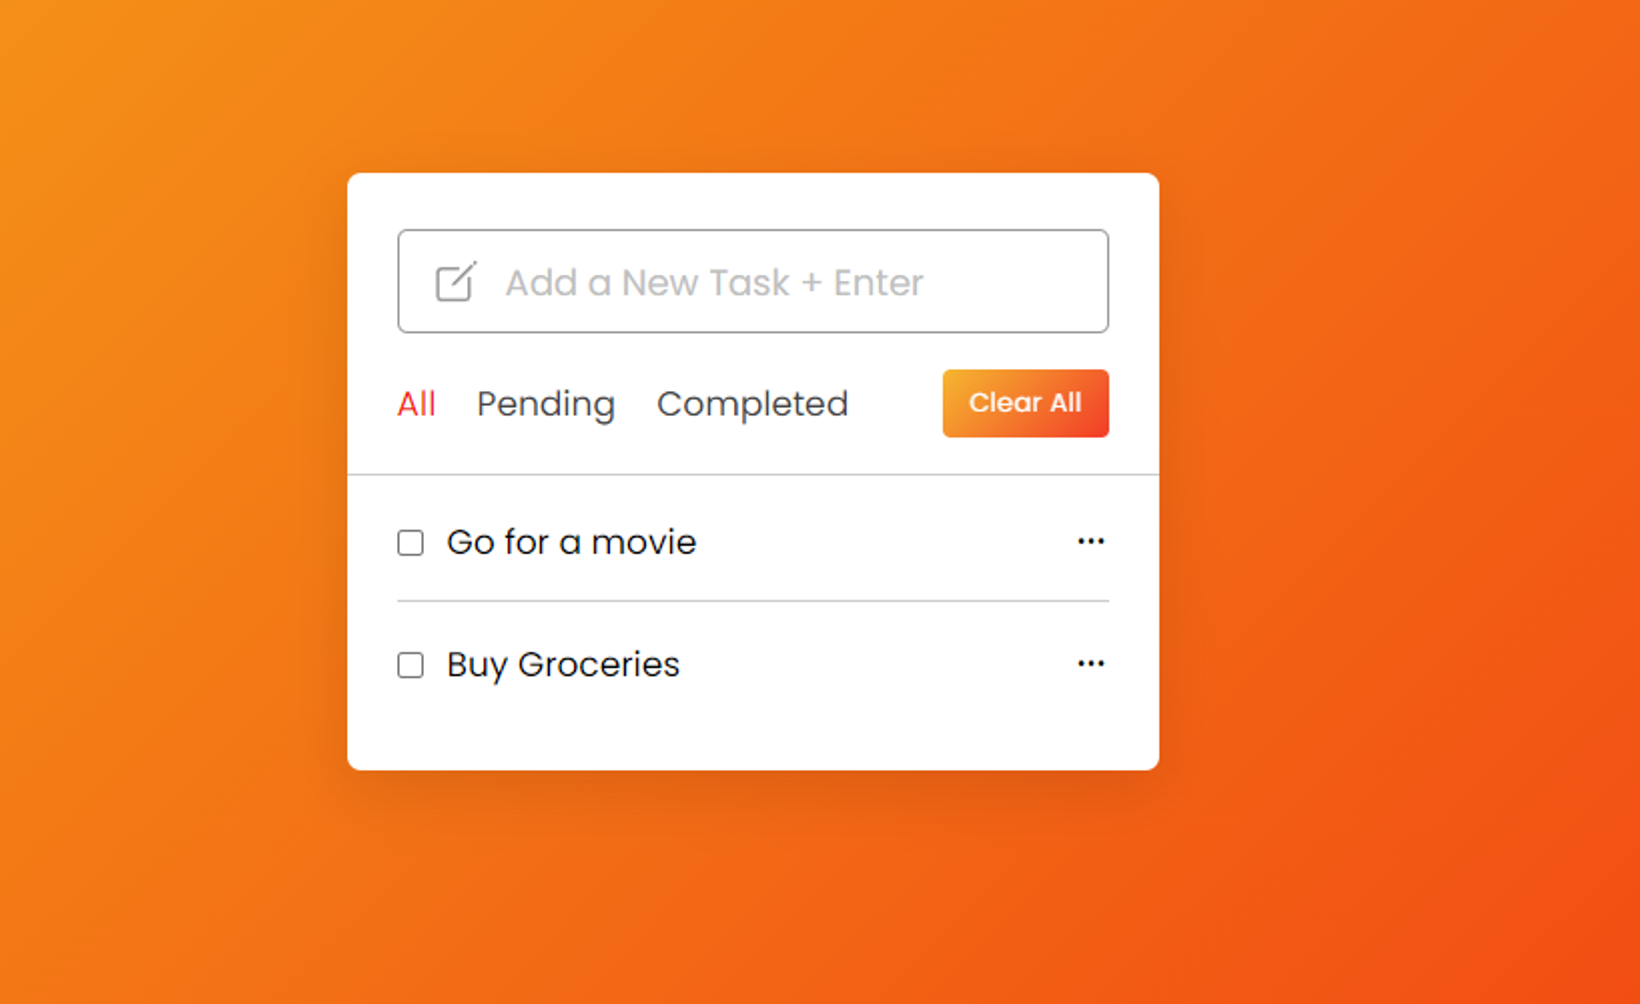 Add a New Task + Enter
All Pending Completed Clear All
Go for a movie ...
Buy Groceries ...